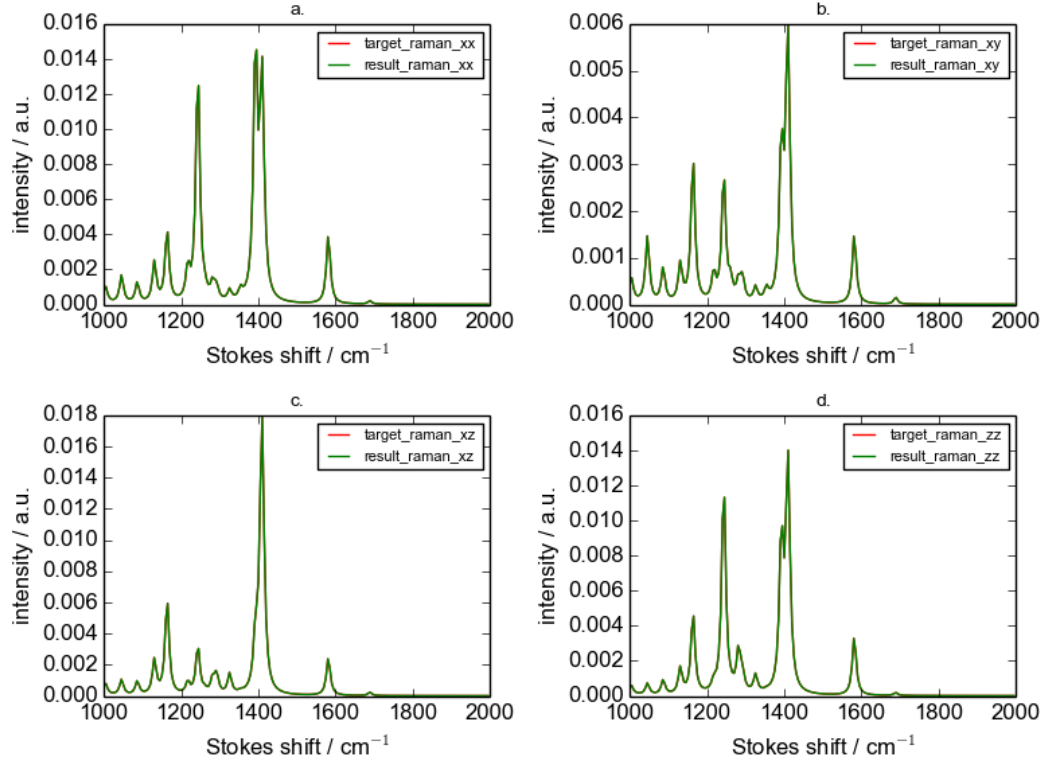 a.
0.016
0.014
0.012
0.010
0.008
0.006
0.004
0.002
0.000
intensity / a.u.
target_raman_xx
result_raman_xx
1000 1200 1400 1600 1800 2000
Stokes shift / cm⁻¹
b.
0.006
0.005
0.004
0.003
0.002
0.001
0.000
intensity / a.u.
target_raman_xy
result_raman_xy
1000 1200 1400 1600 1800 2000
Stokes shift / cm⁻¹
c.
0.018
0.016
0.014
0.012
0.010
0.008
0.006
0.004
0.002
0.000
intensity / a.u.
target_raman_xz
result_raman_xz
1000 1200 1400 1600 1800 2000
Stokes shift / cm⁻¹
d.
0.016
0.014
0.012
0.010
0.008
0.006
0.004
0.002
0.000
intensity / a.u.
target_raman_zz
result_raman_zz
1000 1200 1400 1600 1800 2000
Stokes shift / cm⁻¹